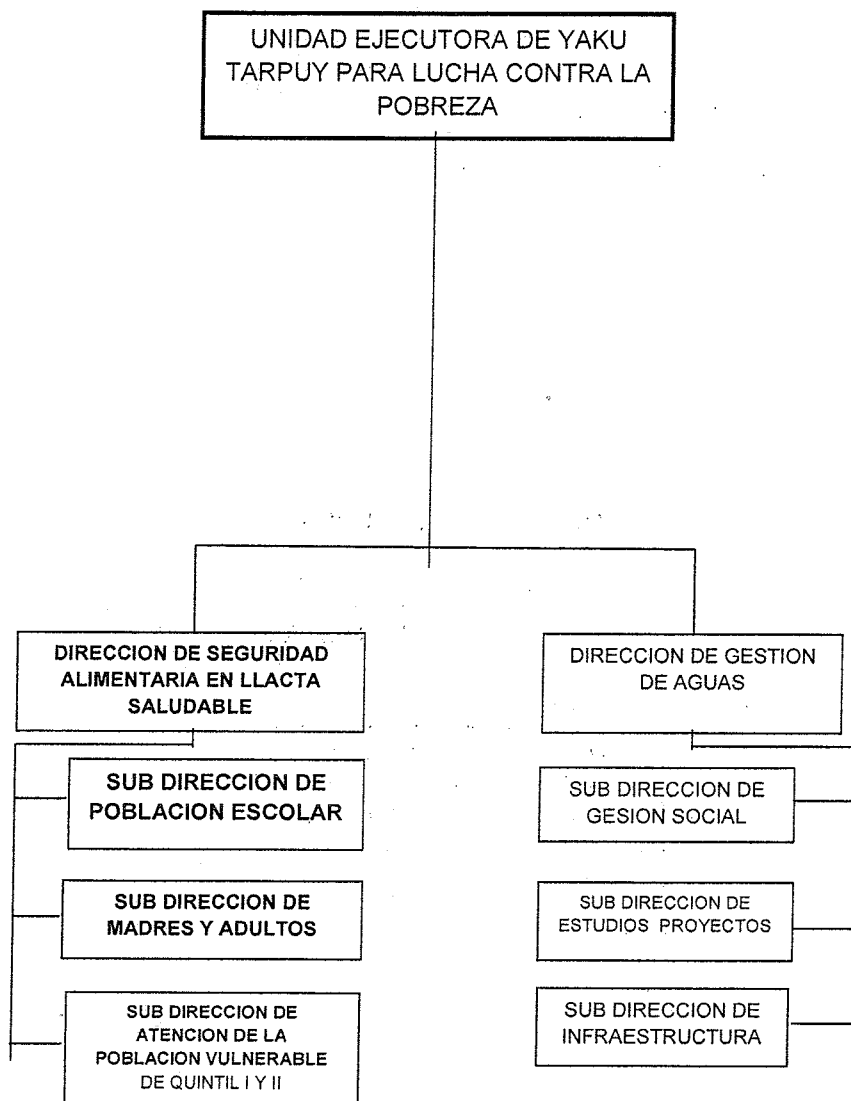 UNIDAD EJECUTORA DE YAKU
TARPUY PARA LUCHA CONTRA LA
POBREZA
DIRECCION DE SEGURIDAD
ALIMENTARIA EN LLACTA
SALUDABLE
SUB DIRECCION DE
POBLACION ESCOLAR
SUB DIRECCION DE
MADRES Y ADULTOS
SUB DIRECCION DE
ATENCION DE LA
POBLACION VULNERABLE
DE QUINTIL I Y II
DIRECCION DE GESTION
DE AGUAS
SUB DIRECCION DE
GESION SOCIAL
SUB DIRECCION DE
ESTUDIOS PROYECTOS
SUB DIRECCION DE
INFRAESTRUCTURA